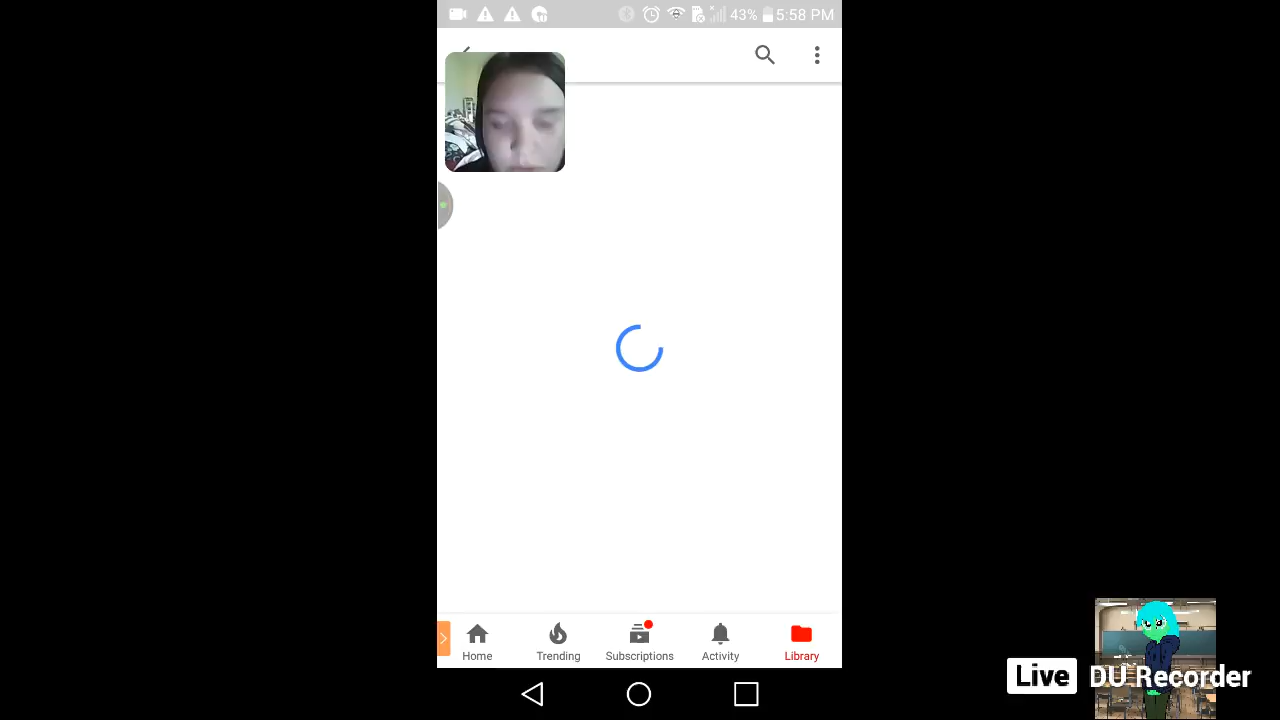 43% 5:58 PM
Home Trending Subscriptions Activity Library
Live DU Recorder